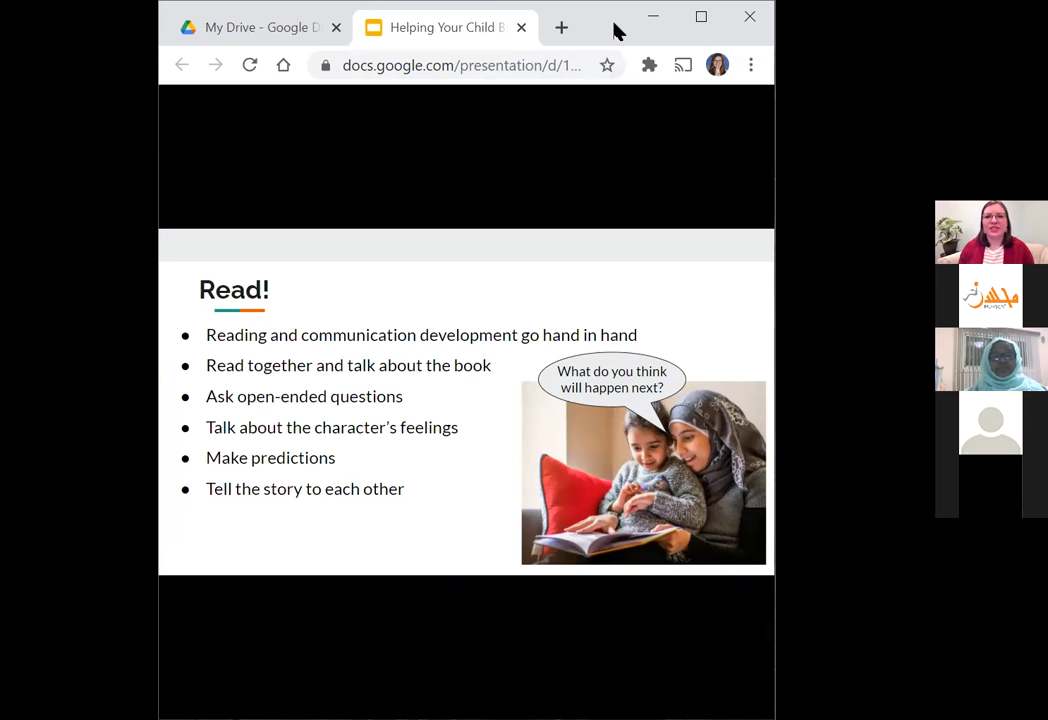 My Drive - Google D
Helping Your Child B
docs.google.com/presentation/d/1...
Read!
● Reading and communication development go hand in hand
● Read together and talk about the book
● Ask open-ended questions
● Talk about the character's feelings
● Make predictions
● Tell the story to each other
What do you think
will happen next?